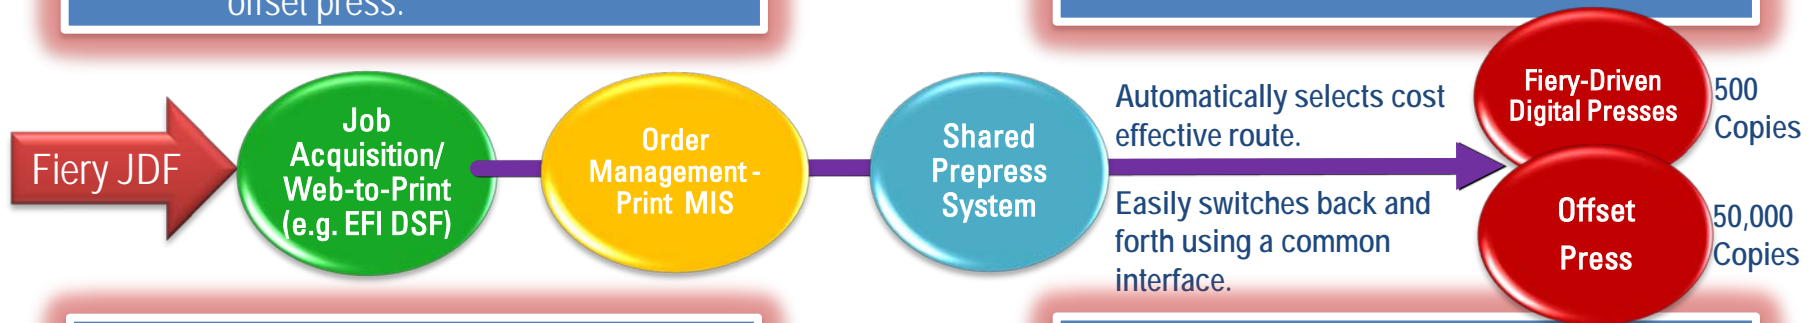 offset press.
Fiery JDF
Job
Acquisition/
Web-to-Print
(e.g. EFI DSF)
Order
Management -
Print MIS
Shared
Prepress
System
Automatically selects cost
effective route.
Easily switches back and
forth using a common
interface.
Fiery-Driven
Digital Presses
500
Copies
Offset
Press
50,000
Copies